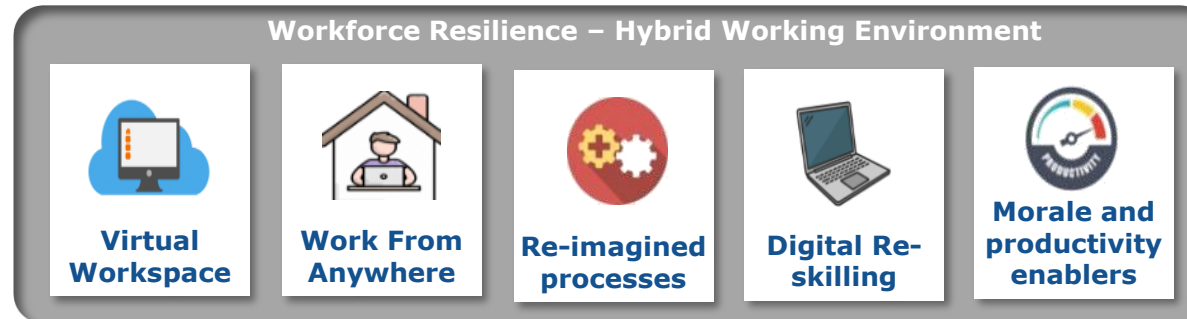 Workforce Resilience – Hybrid Working Environment
PRODUCTIVITY
Virtual
Workspace
Work From
Anywhere
Re-imagined
processes
Digital Re-
skilling
Morale and
productivity
enablers